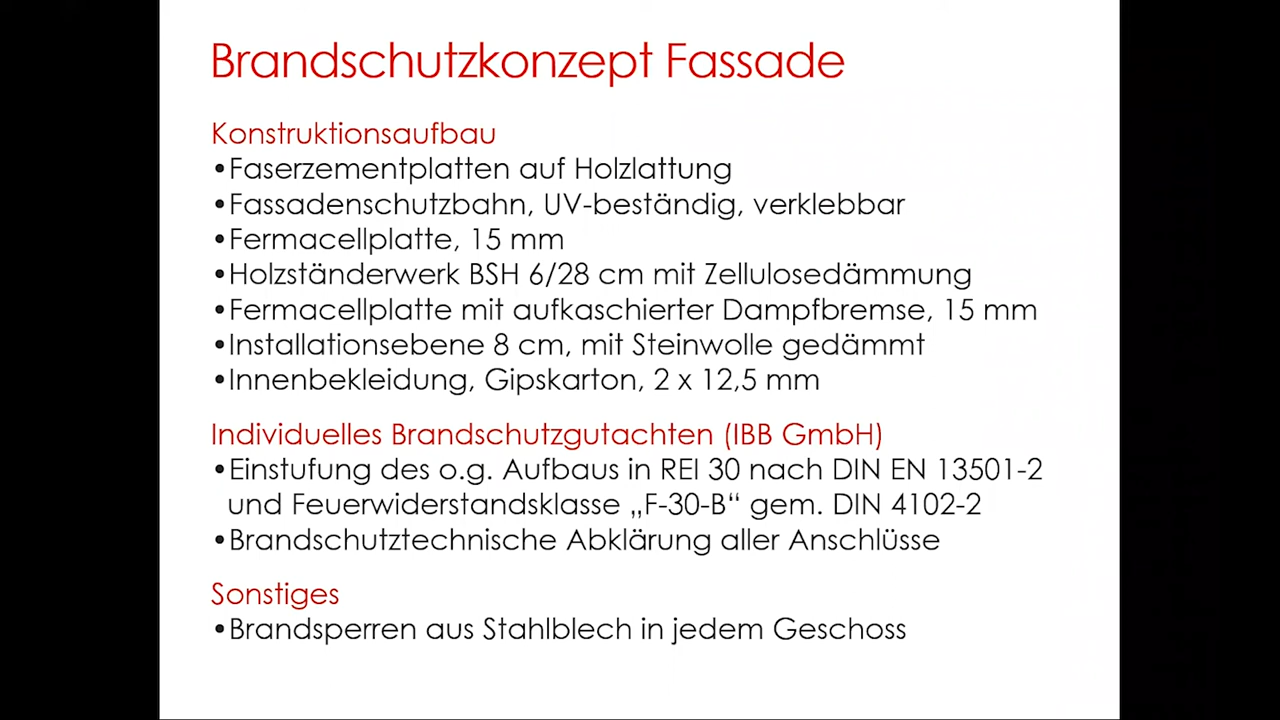 Brandschutzkonzept Fassade
Konstruktionsaufbau
•Faserzementplatten auf Holzlattung
•Fassadenschutzbahn, UV-beständig, verklebbar
•Fermacellplatte, 15 mm
•Holzständerwerk BSH 6/28 cm mit Zellulosedämmung
•Fermacellplatte mit aufkaschierter Dampfbremse, 15 mm
•Installationsebene 8 cm, mit Steinwolle gedämmt
•Innenbekleidung, Gipskarton, 2 x 12,5 mm
Individuelles Brandschutzgutachten (IBB GmbH)
•Einstufung des o.g. Aufbaus in REI 30 nach DIN EN 13501-2
und Feuerwiderstandsklasse „F-30-B“ gem. DIN 4102-2
•Brandschutztechnische Abklärung aller Anschlüsse
Sonstiges
•Brandsperren aus Stahlblech in jedem Geschoss